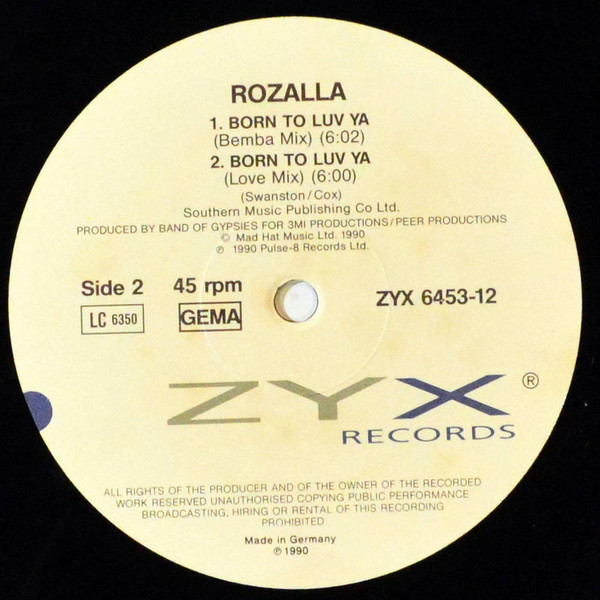 ROZALLA
1. BORN TO LUV YA
(Bemba Mix) (6:02)
2. BORN TO LUV YA
(Love Mix) (6:00)
(Swanston/Cox)
Southern Music Publishing Co Ltd.
PRODUCED BY BAND OF GYPSIES FOR 3MI PRODUCTIONS/PEER PRODUCTIONS
© Mad Hat Music Ltd. 1990
℗ 1990 Pulse-8 Records Ltd.
Side 2 45 rpm
ZYX 6453-12
LC 6350 GEMA
ZYX ®
RECORDS
ALL RIGHTS OF THE PRODUCER AND OF THE OWNER OF THE RECORDED
WORK RESERVED UNAUTHORISED COPYING PUBLIC PERFORMANCE
BROADCASTING, HIRING OR RENTAL OF THIS RECORDING
PROHIBITED
Made in Germany
℗ 1990